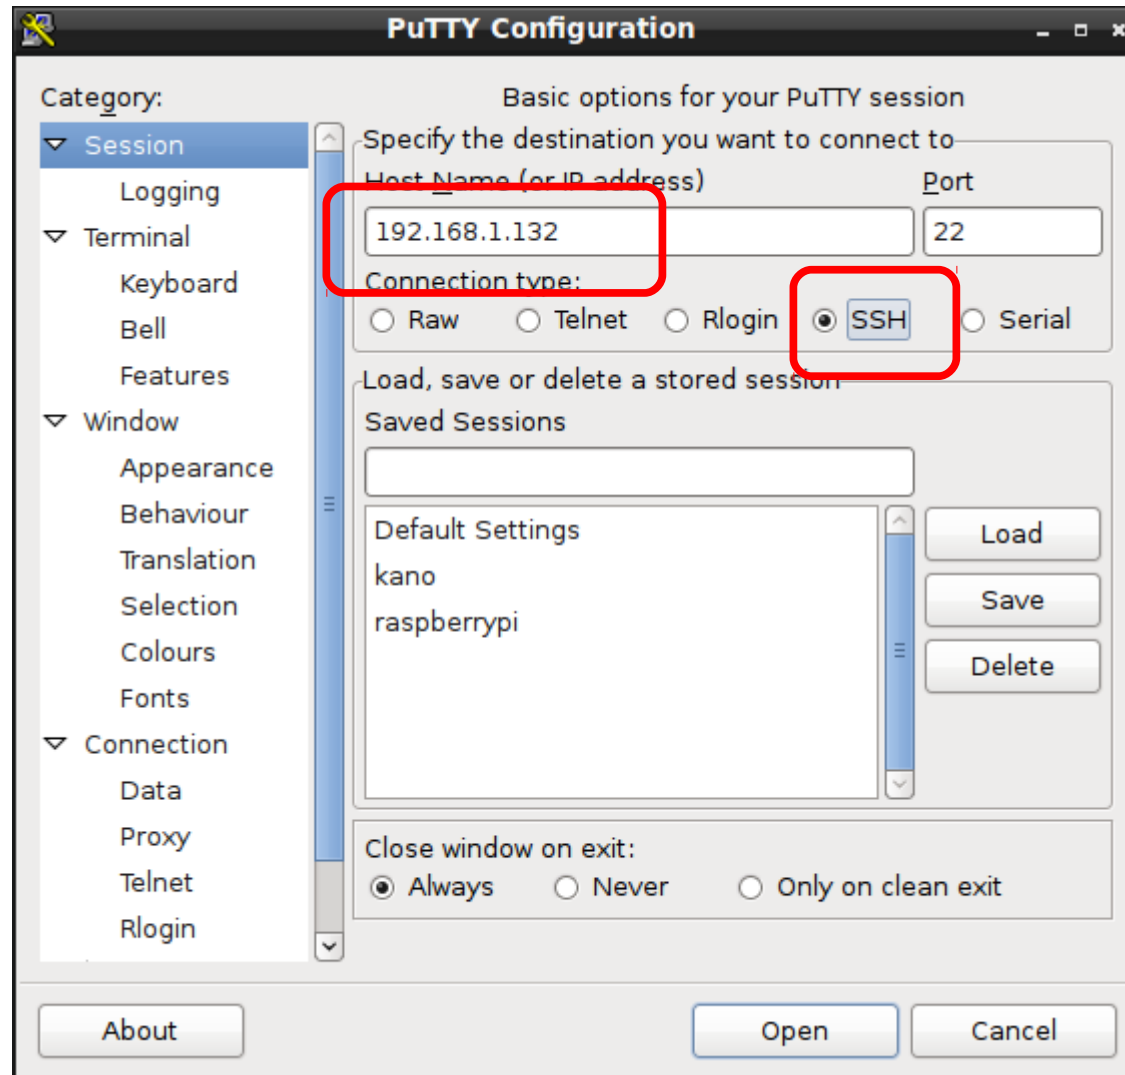 PuTTY Configuration
Category:
Session
Logging
Terminal
Keyboard
Bell
Features
Window
Appearance
Behaviour
Translation
Selection
Colours
Fonts
Connection
Data
Proxy
Telnet
Rlogin
Basic options for your PuTTY session
Specify the destination you want to connect to
Host Name (or IP address) Port
192.168.1.132 22
Connection type:
Raw Telnet Rlogin SSH Serial
Load, save or delete a stored session
Saved Sessions
Default Settings
kano
raspberrypi
Load
Save
Delete
Close window on exit:
Always Never Only on clean exit
About Open Cancel